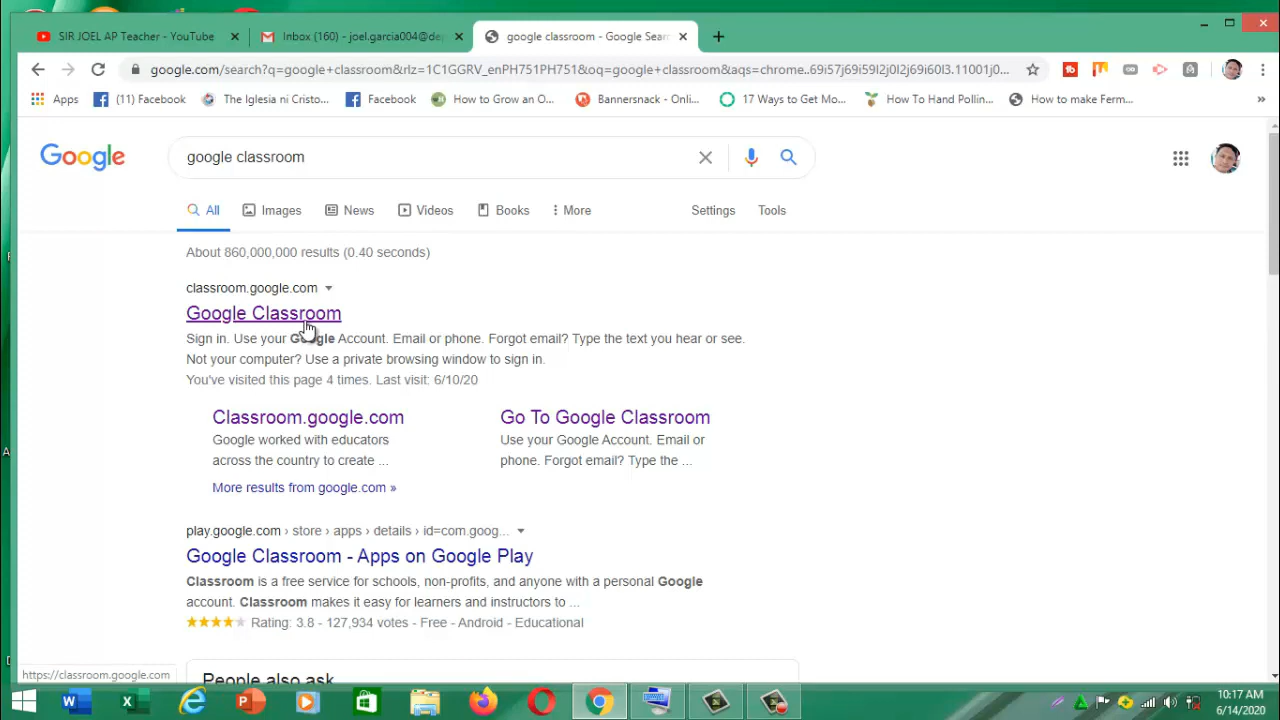 SIR JOEL AP Teacher - YouTube
Inbox (160) - joel.garcia004@de
google classroom - Google Sear
google.com/search?q=google+classroom&rlz=1C1GGRV_enPH751PH751&oq=google+classroom&aqs=chrome..69i57j69i59l2j0l2j69i60l3.11001j0...
Apps
(11) Facebook
The Iglesia ni Cristo...
Facebook
How to Grow an O...
Bannersnack - Onli...
17 Ways to Get Mo...
How To Hand Pollin...
How to make Ferm...
»
Google
google classroom
All
Images
News
Videos
Books
More
Settings
Tools
About 860,000,000 results (0.40 seconds)
classroom.google.com
Google Classroom
Sign in. Use your Google Account. Email or phone. Forgot email? Type the text you hear or see.
Not your computer? Use a private browsing window to sign in.
You've visited this page 4 times. Last visit: 6/10/20
Classroom.google.com
Google worked with educators
across the country to create ...
Go To Google Classroom
Use your Google Account. Email or
phone. Forgot email? Type the ...
More results from google.com »
play.google.com › store › apps › details › id=com.goog...
Google Classroom - Apps on Google Play
Classroom is a free service for schools, non-profits, and anyone with a personal Google
account. Classroom makes it easy for learners and instructors to ...
Rating: 3.8 - 127,934 votes - Free - Android - Educational
People also ask
https://classroom.google.com
10:17 AM
6/14/2020